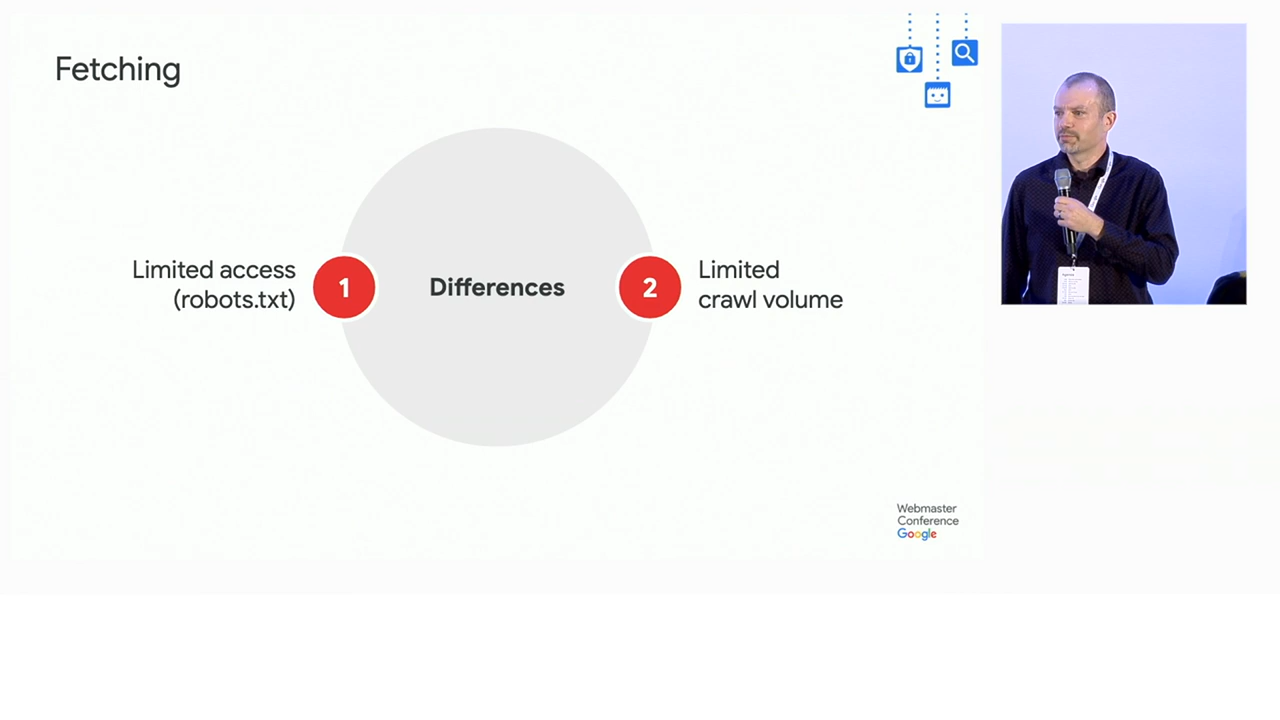 Fetching
Limited access
(robots.txt)
1
Differences
2
Limited
crawl volume
Webmaster
Conference
Google